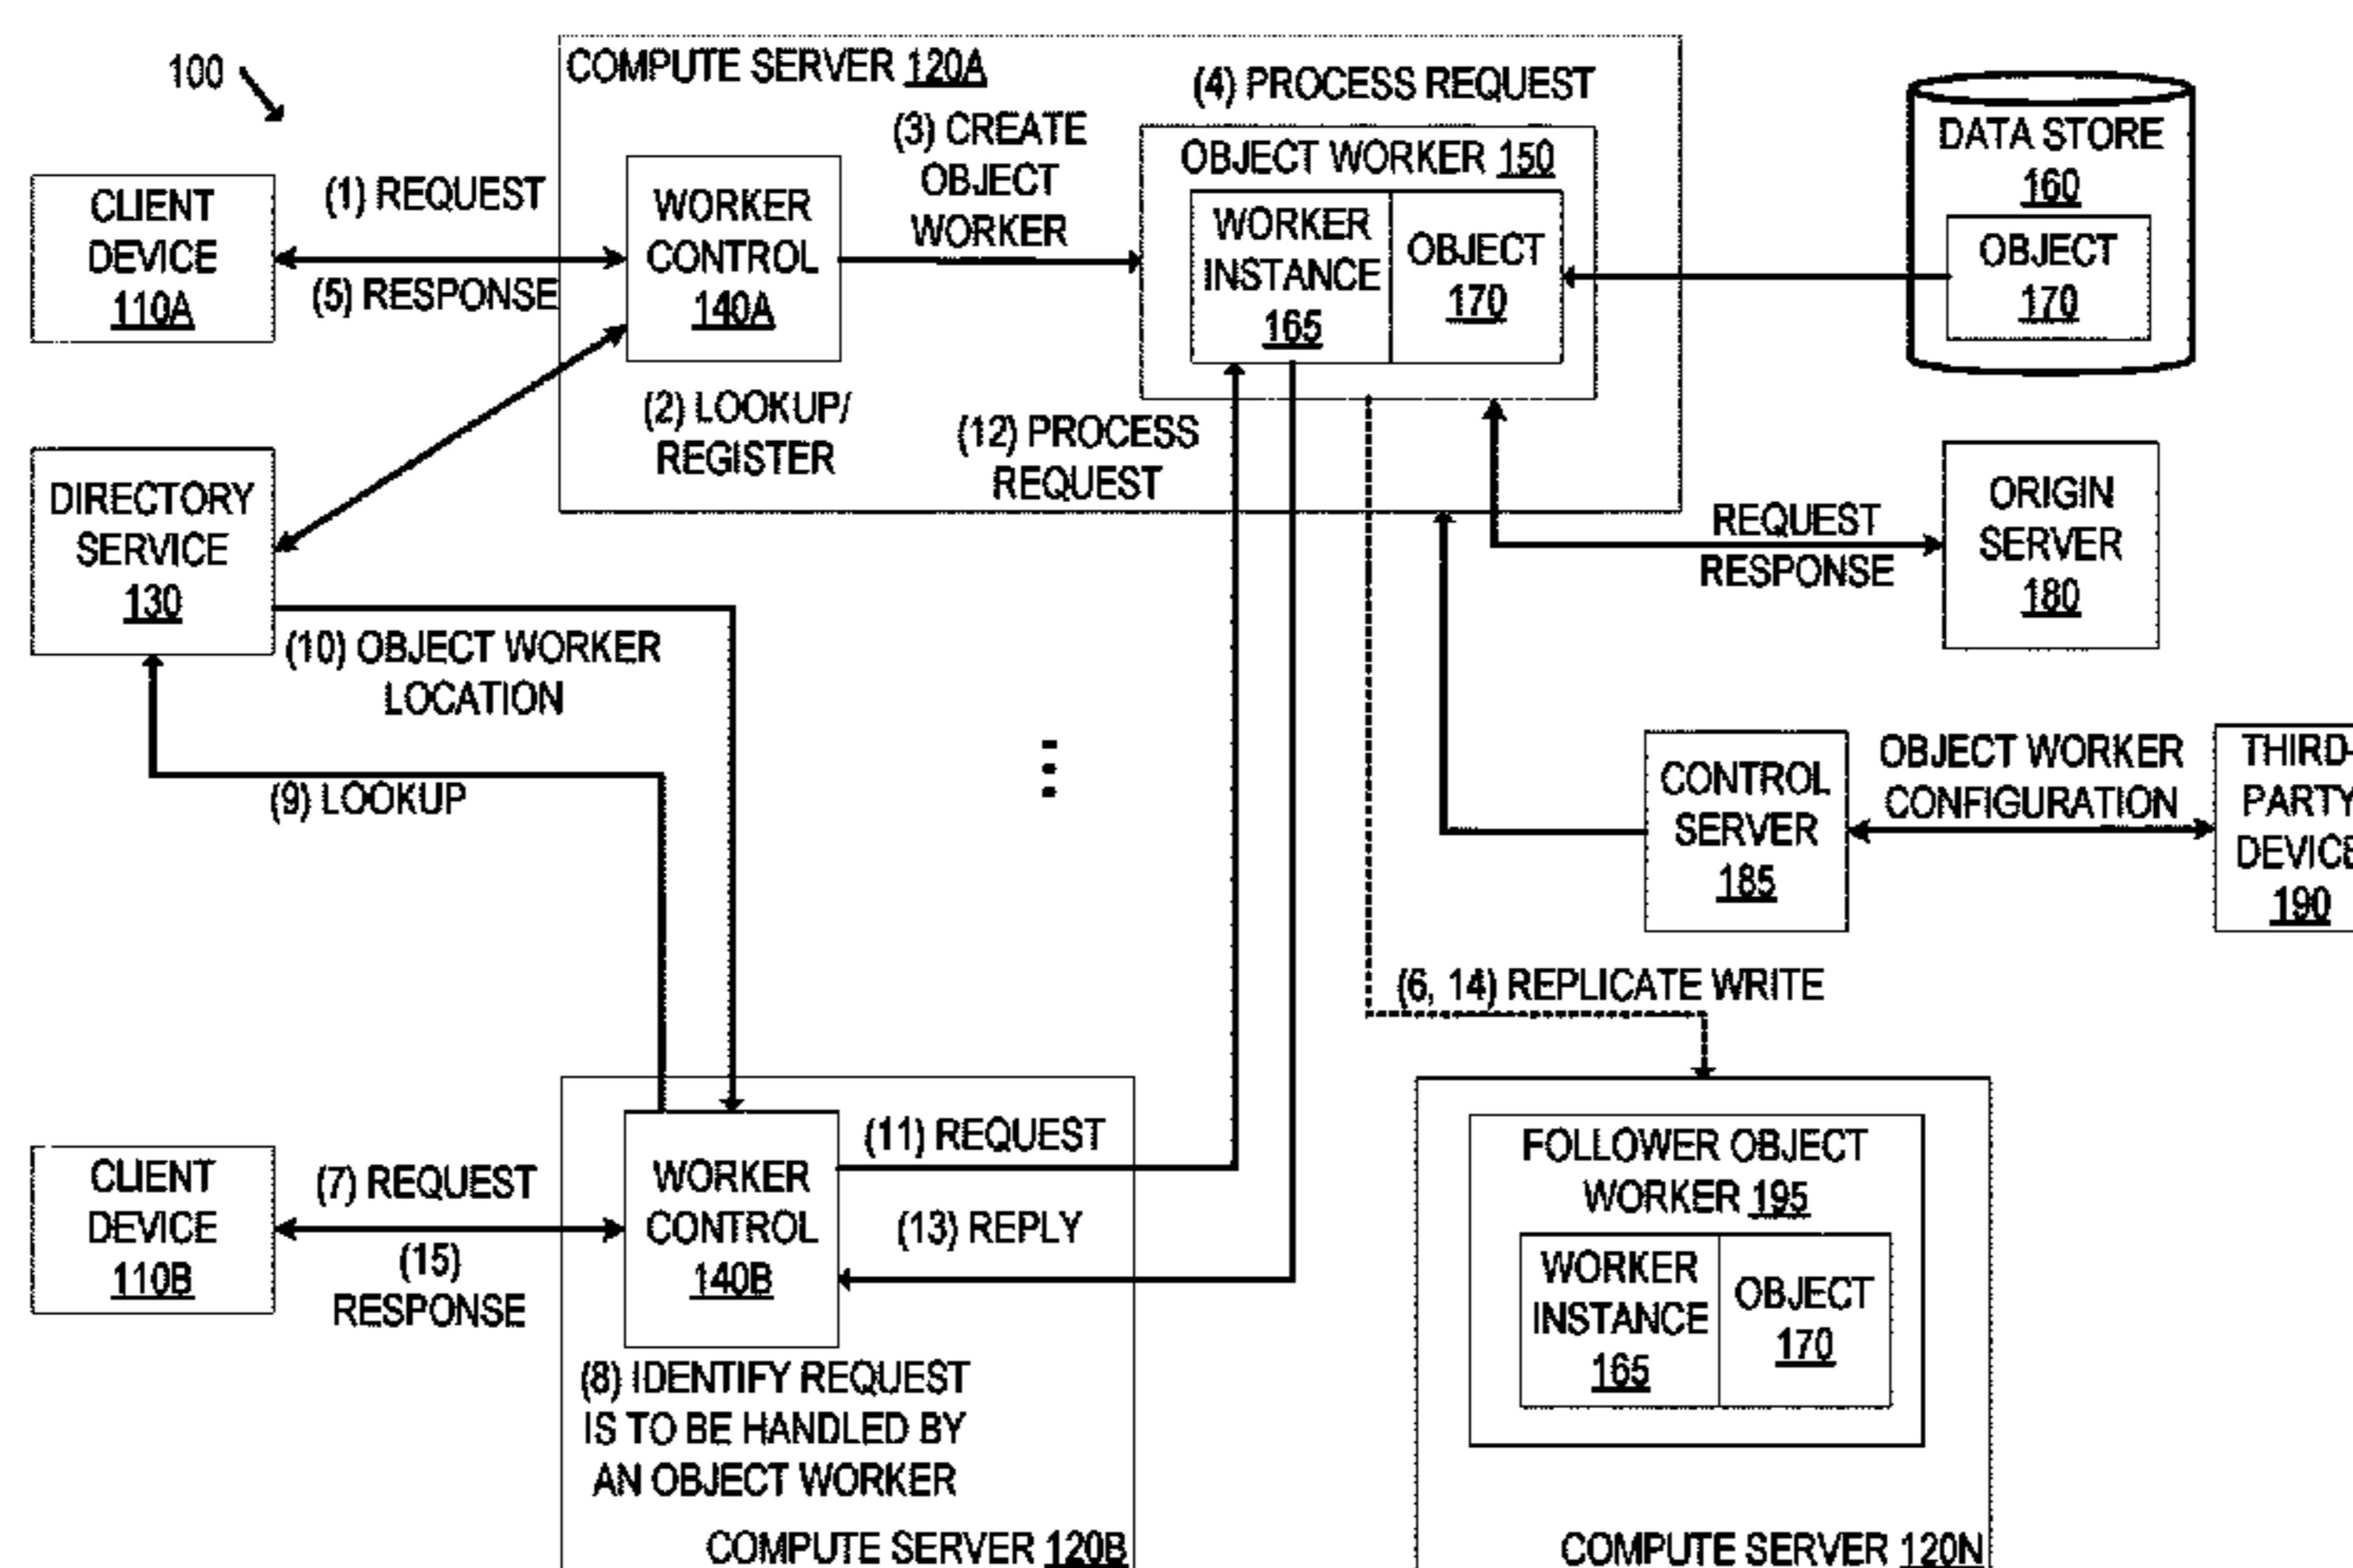 100
COMPUTE SERVER 120A
(4) PROCESS REQUEST
(3) CREATE
OBJECT
WORKER
CLIENT
DEVICE
110A
(1) REQUEST
(5) RESPONSE
WORKER
CONTROL
140A
OBJECT WORKER 150
WORKER
INSTANCE
165
OBJECT
170
DATA STORE
160
OBJECT
170
(2) LOOKUP/
REGISTER
(12) PROCESS
REQUEST
DIRECTORY
SERVICE
130
REQUEST
RESPONSE
ORIGIN
SERVER
180
(10) OBJECT WORKER
LOCATION
(9) LOOKUP
CONTROL
SERVER
185
OBJECT WORKER
CONFIGURATION
THIRD-
PARTY
DEVICE
190
(6, 14) REPLICATE WRITE
CLIENT
DEVICE
110B
(7) REQUEST
(15)
RESPONSE
WORKER
CONTROL
140B
(11) REQUEST
(13) REPLY
(8) IDENTIFY REQUEST
IS TO BE HANDLED BY
AN OBJECT WORKER
COMPUTE SERVER 120B
FOLLOWER OBJECT
WORKER 195
WORKER
INSTANCE
165
OBJECT
170
COMPUTE SERVER 120N